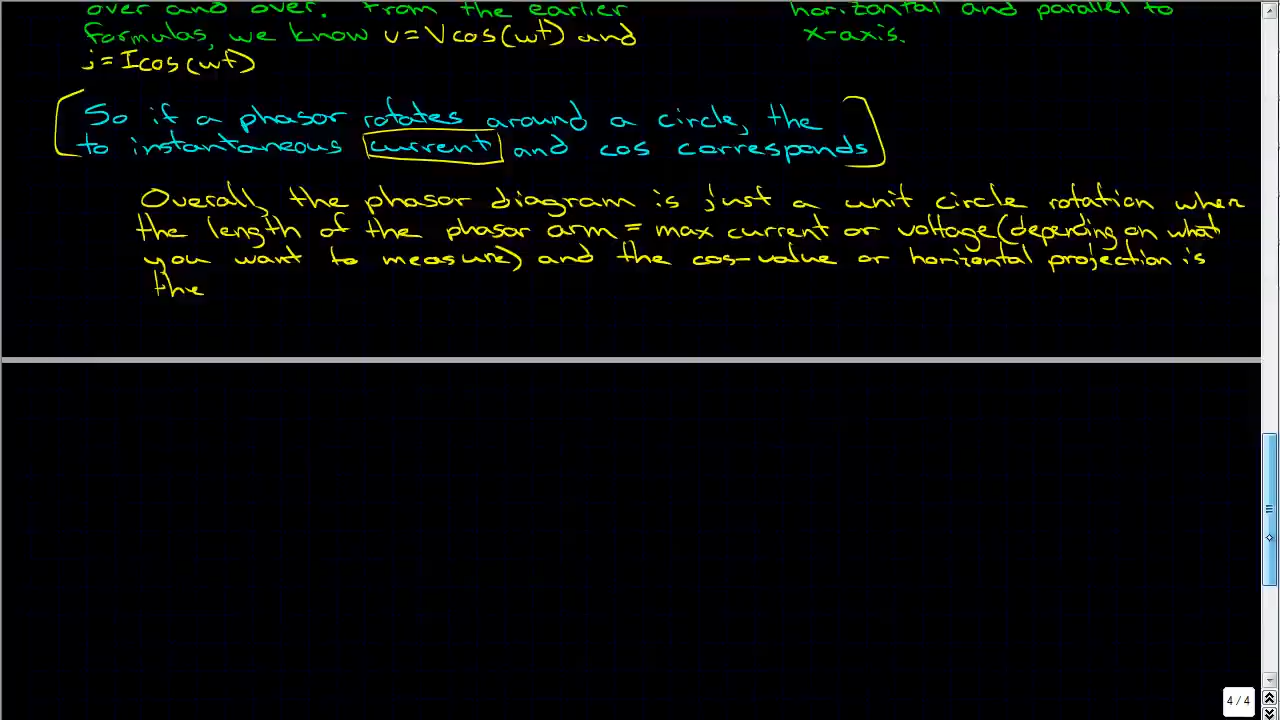 over and over. From the earlier
formulas, we know v=Vcos(wt) and
i=Icos(wt)
horizontal and parallel to
x-axis.
So if a phasor rotates around a circle, the
to instantaneous current and cos corresponds
Overall, the phasor diagram is just a unit circle rotation when
the length of the phasor arm = max current or voltage(depending on what
you want to measure) and the cos-value or horizontal projection is
the
4/4